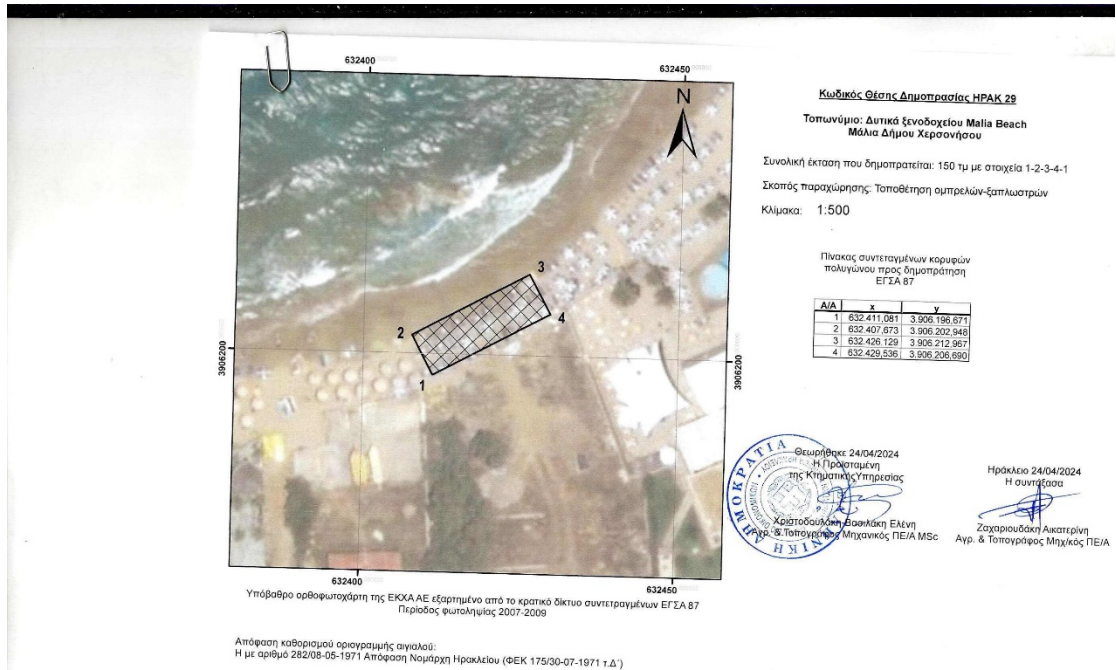 632400
632450
N
3
4
2
1
3906200
3906200
632400
632450
Κωδικός Θέσης Δημοπρασίας ΗΡΑΚ 29
Τοπωνύμιο: Δυτικά ξενοδοχείου Malia Beach
Μάλια Δήμου Χερσονήσου
Συνολική έκταση που δημοπρατείται: 150 τμ με στοιχεία 1-2-3-4-1
Σκοπός παραχώρησης: Τοποθέτηση ομπρελών-ξαπλωστρών
Κλίμακα: 1:500
Πίνακας συντεταγμένων κορυφών
πολυγώνου προς δημοπράτηση
ΕΓΣΑ 87
Α/Α x y
1 632.411,081 3.906.196,671
2 632.407,673 3.906.202,948
3 632.426,129 3.906.212,967
4 632.429,536 3.906.206,690
Θεωρήθηκε 24/04/2024
Η Προϊσταμένη
της Κτηματικής Υπηρεσίας
Χριστοδουλάκη-Βασιλάκη Ελένη
Αγρ. & Τοπογράφος Μηχανικός ΠΕ/Α MSc
ΕΛΛΗΝΙΚΗ ΔΗΜΟΚΡΑΤΙΑ
Ηράκλειο 24/04/2024
Η συντάξασα
Ζαχαριουδάκη Αικατερίνη
Αγρ. & Τοπογράφος Μηχ/κός ΠΕ/Α
Υπόβαθρο ορθοφωτοχάρτη της ΕΚΧΑ ΑΕ εξαρτημένο από το κρατικό δίκτυο συντετραγμένων ΕΓΣΑ 87
Περίοδος φωτοληψίας 2007-2009
Απόφαση καθορισμού οριογραμμής αιγιαλού:
Η με αριθμό 282/08-05-1971 Απόφαση Νομάρχη Ηρακλείου (ΦΕΚ 175/30-07-1971 τ.Δ΄)